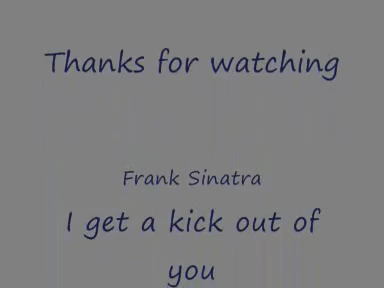 Thanks for watching
Frank Sinatra
I get a kick out of
you